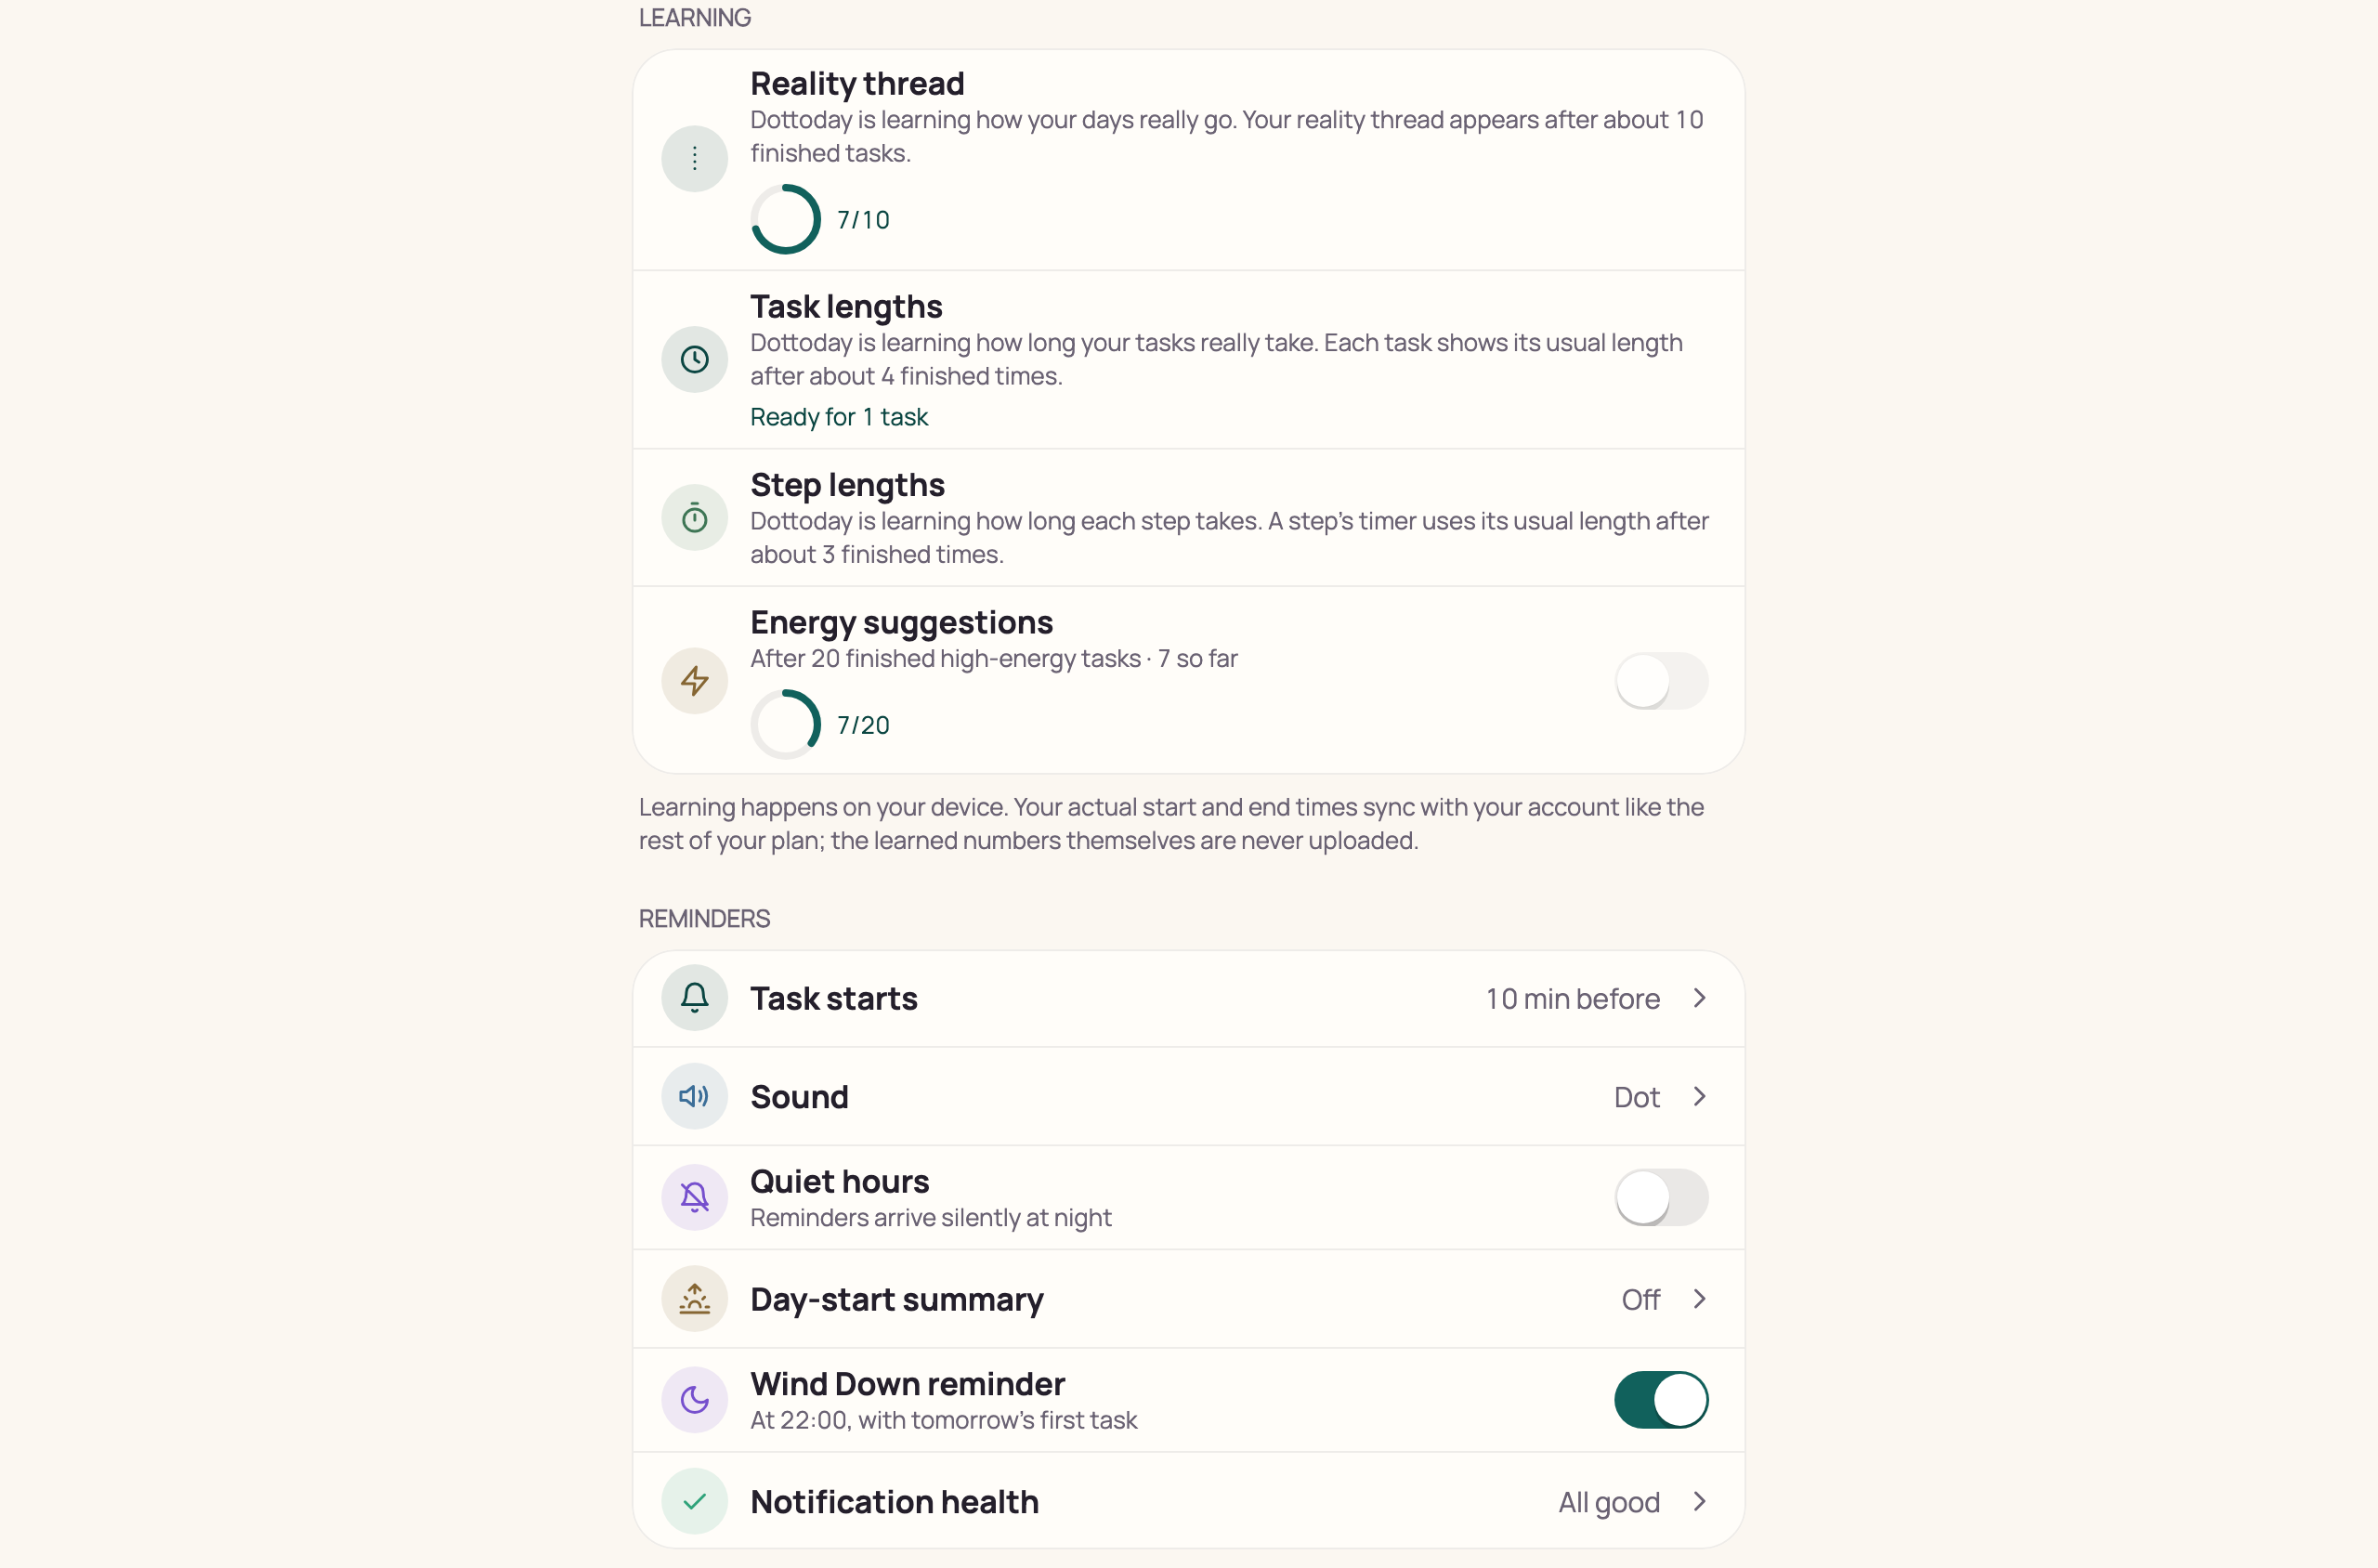 LEARNING
Reality thread
Dottoday is learning how your days really go. Your reality thread appears after about 10
finished tasks.
7/10
Task lengths
Dottoday is learning how long your tasks really take. Each task shows its usual length
after about 4 finished times.
Ready for 1 task
Step lengths
Dottoday is learning how long each step takes. A step’s timer uses its usual length after
about 3 finished times.
Energy suggestions
After 20 finished high-energy tasks · 7 so far
7/20
Learning happens on your device. Your actual start and end times sync with your account like the
rest of your plan; the learned numbers themselves are never uploaded.
REMINDERS
Task starts
10 min before
Sound
Dot
Quiet hours
Reminders arrive silently at night
Day-start summary
Off
Wind Down reminder
At 22:00, with tomorrow’s first task
Notification health
All good